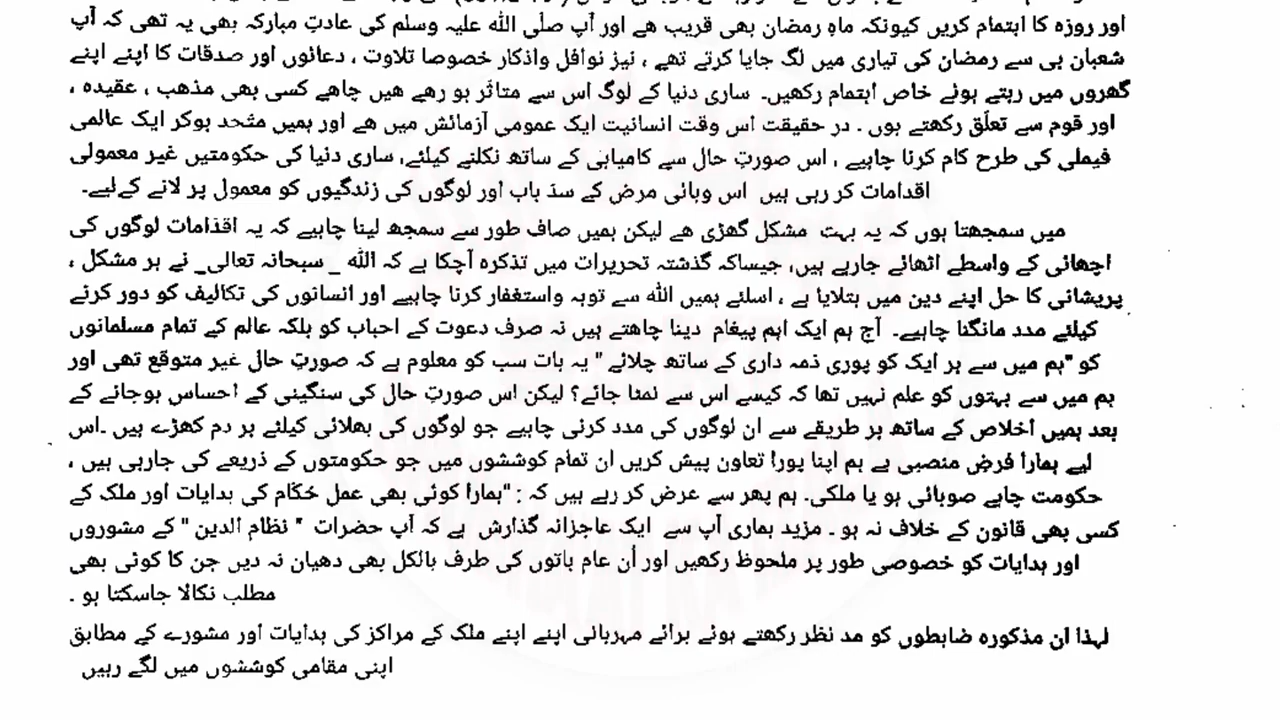 اور روزہ کا اہتمام کریں کیونکہ ماہِ رمضان بھی قریب ھے اور آپ صلّی اللّٰہ علیہ وسلم کی عادتِ مبارکہ بھی یہ تھی کہ آپ
شعبان ہی سے رمضان کی تیاری میں لگ جایا کرتے تھے ، نیز نوافل واذکار خصوصا تلاوت ، دعائوں اور صدقات کا اپنے اپنے
گھروں میں رہتے ہوئے خاص اہتمام رکھیں۔ ساری دنیا کے لوگ اس سے متاثّر ہو رھے ھیں چاھے کسی بھی مذھب ، عقیدہ ،
اور قوم سے تعلّق رکھتے ہوں . در حقیقت اس وقت انسانیت ایک عمومی آزمائش میں ھے اور ہمیں متّحد ہوکر ایک عالمی
فیملی کی طرح کام کرنا چاہیے ، اس صورتِ حال سے کامیابی کے ساتھ نکلنے کیلئے، ساری دنیا کی حکومتیں غیر معمولی
اقدامات کر رہی ہیں اس وبائی مرض کے سدّ باب اور لوگوں کی زندگیوں کو معمول پر لانے کےلیے۔
میں سمجھتا ہوں کہ یہ بہت مشکل گھڑی ھے لیکن ہمیں صاف طور سے سمجھ لینا چاہیے کہ یہ اقدامات لوگوں کی
اچھائی کے واسطے اٹھائے جارہے ہیں، جیساکہ گذشتہ تحریرات میں تذکرہ آچکا ہے کہ اللّٰہ _ سبحانہ تعالی_ نے ہر مشکل ،
پریشانی کا حل اپنے دین میں بتلایا ہے ، اسلئے ہمیں اللّٰہ سے توبہ واستغفار کرنا چاہیے اور انسانوں کی تکالیف کو دور کرنے
کیلئے مدد مانگنا چاہیے۔ آج ہم ایک اہم پیغام دینا چاھتے ہیں نہ صرف دعوت کے احباب کو بلکہ عالم کے تمام مسلمانوں
کو "ہم میں سے ہر ایک کو پوری ذمہ داری کے ساتھ چلائے" یہ بات سب کو معلوم ہے کہ صورتِ حال غیر متوقع تھی اور
ہم میں سے بہتوں کو علم نہیں تھا کہ کیسے اس سے نمٹا جائے؟ لیکن اس صورتِ حال کی سنگینی کے احساس ہوجانے کے
بعد ہمیں اخلاص کے ساتھ ہر طریقے سے ان لوگوں کی مدد کرنی چاہیے جو لوگوں کی بھلائی کیلئے ہر دم کھڑے ہیں ۔اس
لیے ہمارا فرضِ منصبی ہے ہم اپنا پورا تعاون پیش کریں ان تمام کوششوں میں جو حکومتوں کے ذریعے کی جارہی ہیں ،
حکومت چاہے صوبائی ہو یا ملکی۔ ہم پھر سے عرض کر رہے ہیں کہ : "ہمارا کوئی بھی عمل حُکّام کی ہدایات اور ملک کے
کسی بھی قانون کے خلاف نہ ہو ۔ مزید ہماری آپ سے ایک عاجزانہ گذارش ہے کہ آپ حضرات " نظام الدین " کے مشوروں
اور ہدایات کو خصوصی طور پر ملحوظ رکھیں اور اُن عام باتوں کی طرف بالکل بھی دھیان نہ دیں جن کا کوئی بھی
مطلب نکالا جاسکتا ہو ۔
لہذا ان مذکورہ ضابطوں کو مد نظر رکھتے ہوئے برائے مہربانی اپنے اپنے ملک کے مراکز کی ہدایات اور مشورے کے مطابق
اپنی مقامی کوششوں میں لگے رہیں